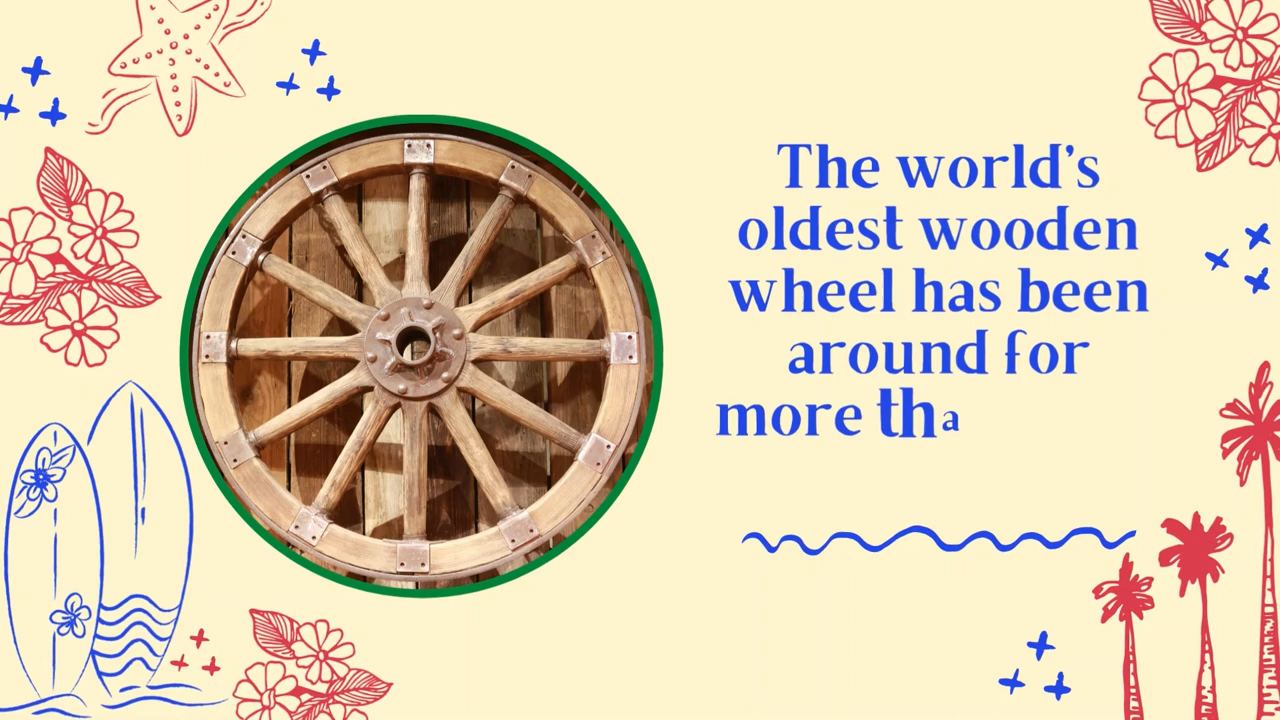 The world’s
oldest wooden
wheel has been
around for
more tha